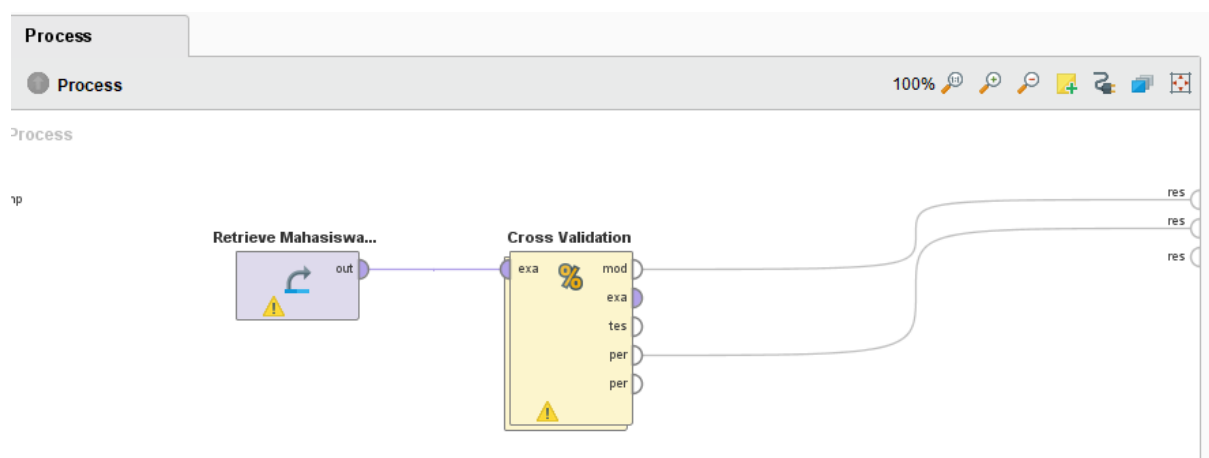 Process
Process
100%
Process
res
np
res
Retrieve Mahasiswa...
Cross Validation
out
exa
%
mod
res
exa
tes
per
per